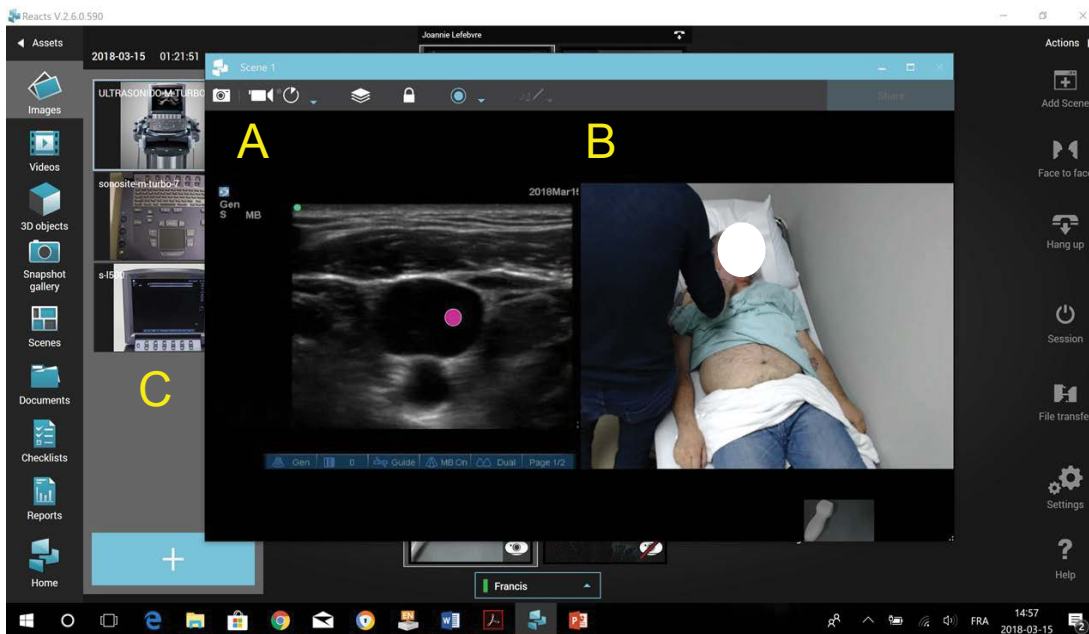 Reacts V.2.6.0.590
Assets
2018-03-15 01:21:51
Joannie Lefebvre
Actions
Scene 1
Share
Images
Videos
3D objects
Snapshot
gallery
Scenes
Documents
Checklists
Reports
Home
ULTRASONIDO-M-TURBO
sonosite-m-turbo-7
C
+
A
B
Gen
S MB
2018Mar15
Gen 0 Guide MB On Dual Page 1/2
Francis
Add Scene
Face to face
Hang up
Session
File transfe
Settings
?
Help
EN
FRA
14:57
2018-03-15
2